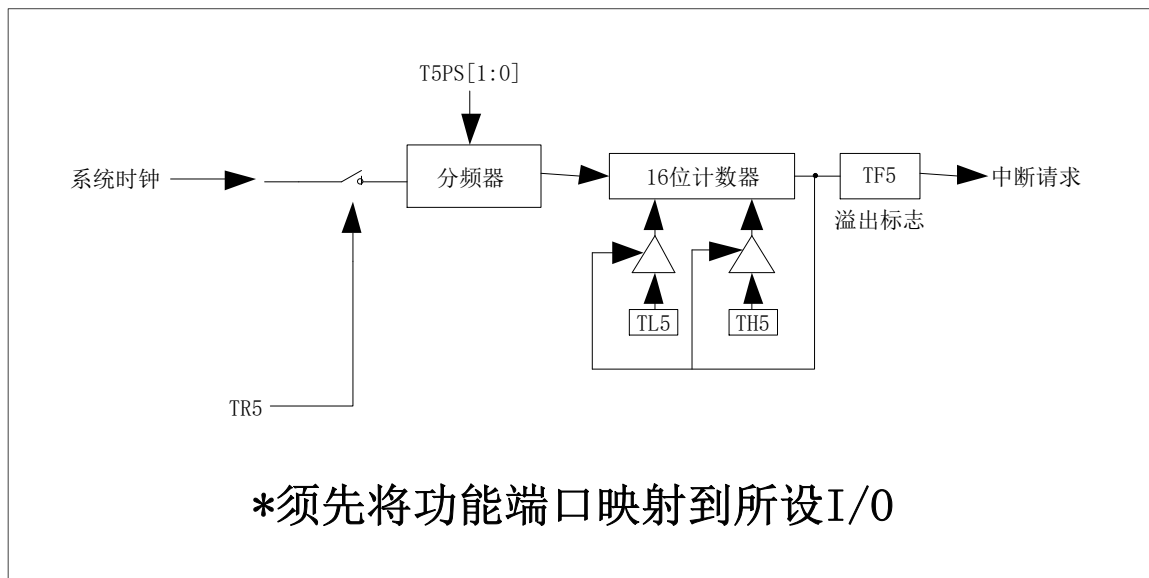 T5PS[1:0]
系统时钟
分频器
16位计数器
TF5
中断请求
溢出标志
TL5
TH5
TR5
*须先将功能端口映射到所设I/O